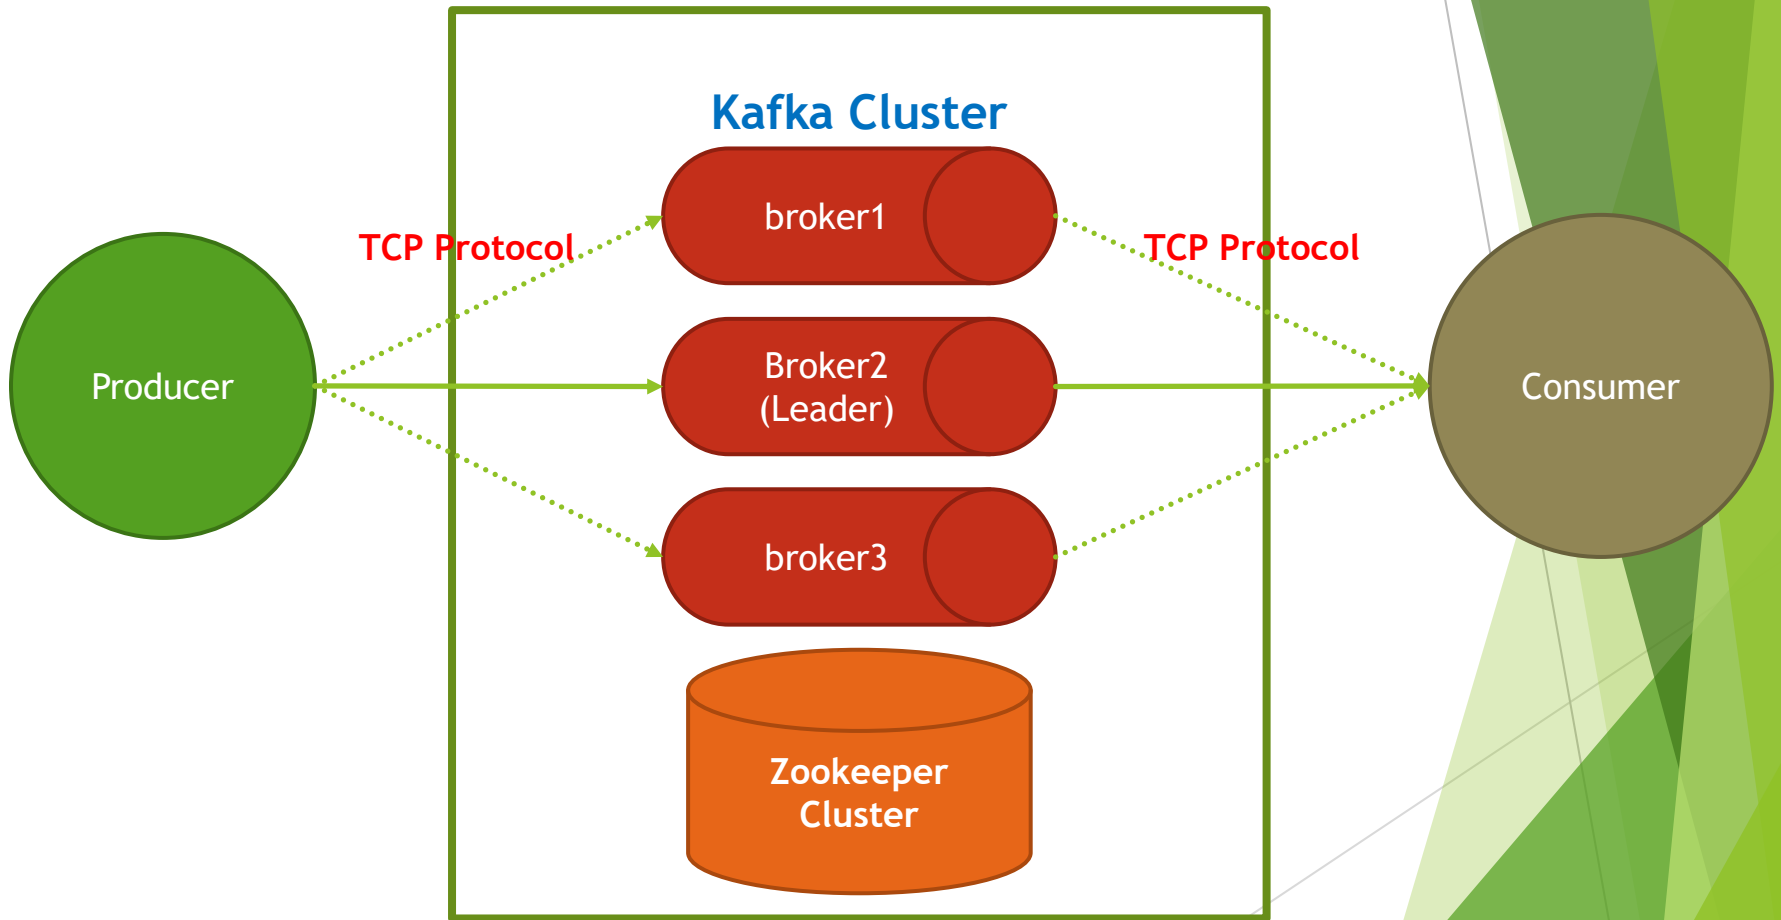 Kafka Cluster
broker1
TCP Protocol
TCP Protocol
Producer
Broker2
(Leader)
Consumer
broker3
Zookeeper
Cluster